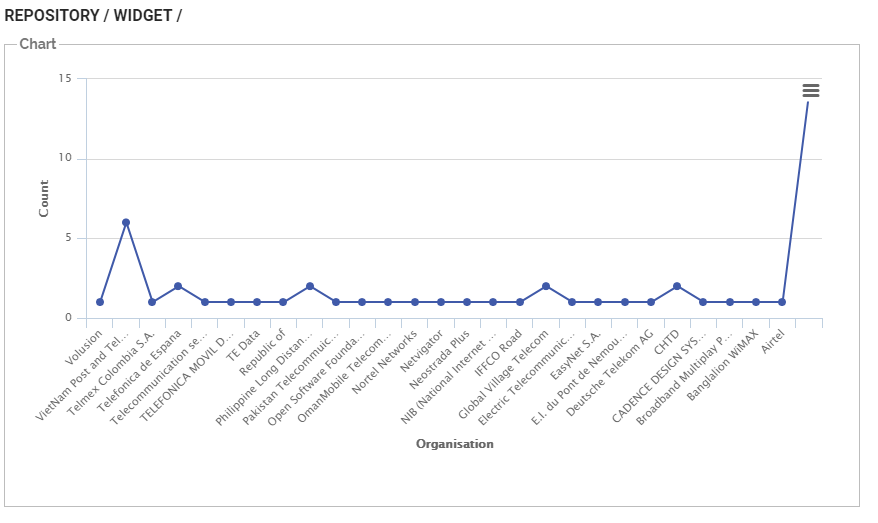 REPOSITORY / WIDGET /
Chart
15
10
5
0
Count
Volusion
VietNam Post and Tel...
Telmex Colombia S.A.
Telefonica de Espana
Telecommunication se...
TELEFONICA MOVIL D...
TE Data
Republic of
Philippine Long Distan...
Pakistan Telecommuic...
Open Software Founda...
OmanMobile Telecom...
Nortel Networks
Netvigator
Neostrada Plus
NIB (National Internet ...
IFFCO Road
Global Village Telecom
Electric Telecommunic...
EasyNet S.A.
E.I. du Pont de Nemou...
Deutsche Telekom AG
CHTD
CADENCE DESIGN SYS...
Broadband Multiplay P...
Banglalion WiMAX
Airtel
Organisation